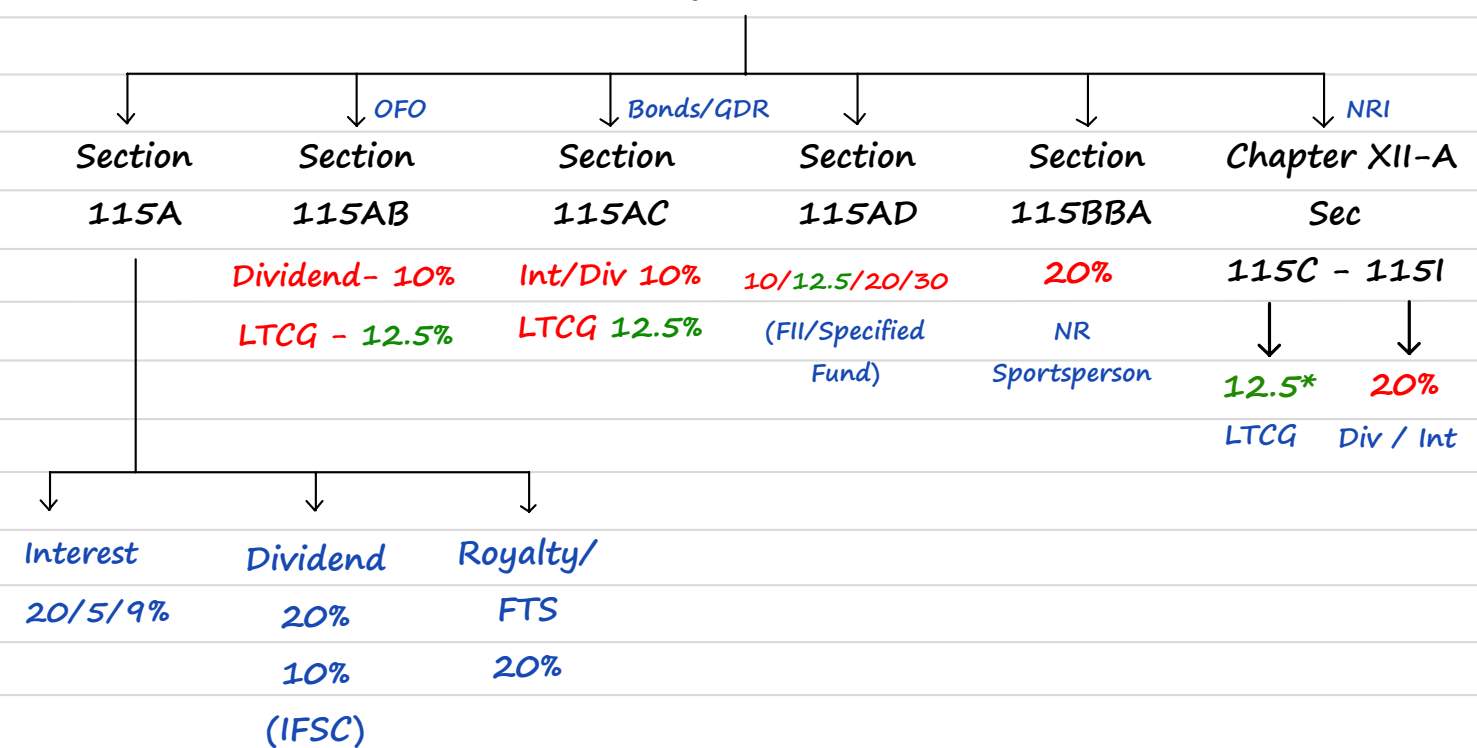 OFO
Bonds/GDR
NRI
Section Section Section Section Section Chapter XII-A
115A 115AB 115AC 115AD 115BBA Sec
Dividend- 10% Int/Div 10% 10/12.5/20/30 20% 115C - 115I
LTCG - 12.5% LTCG 12.5% (FII/Specified NR
Fund) Sportsperson 12.5* 20%
LTCG Div / Int
Interest Dividend Royalty/
20/5/9% 20% FTS
10% 20%
(IFSC)